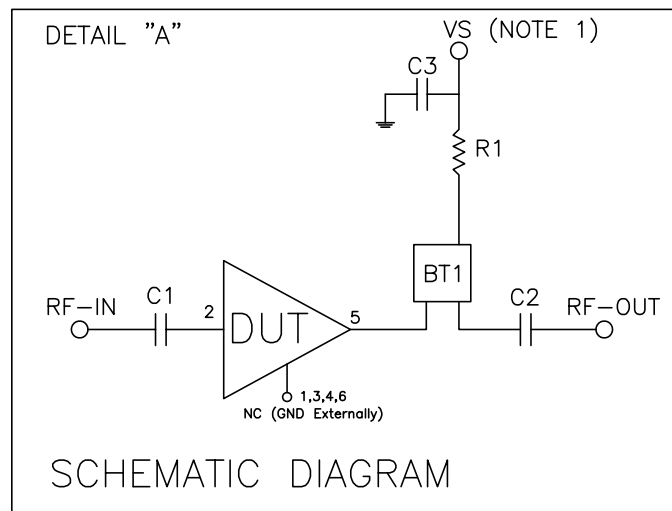 DETAIL "A"
VS (NOTE 1)
C3
R1
BT1
RF-IN
C1
2
DUT
5
C2
RF-OUT
1,3,4,6
NC (GND Externally)
SCHEMATIC DIAGRAM